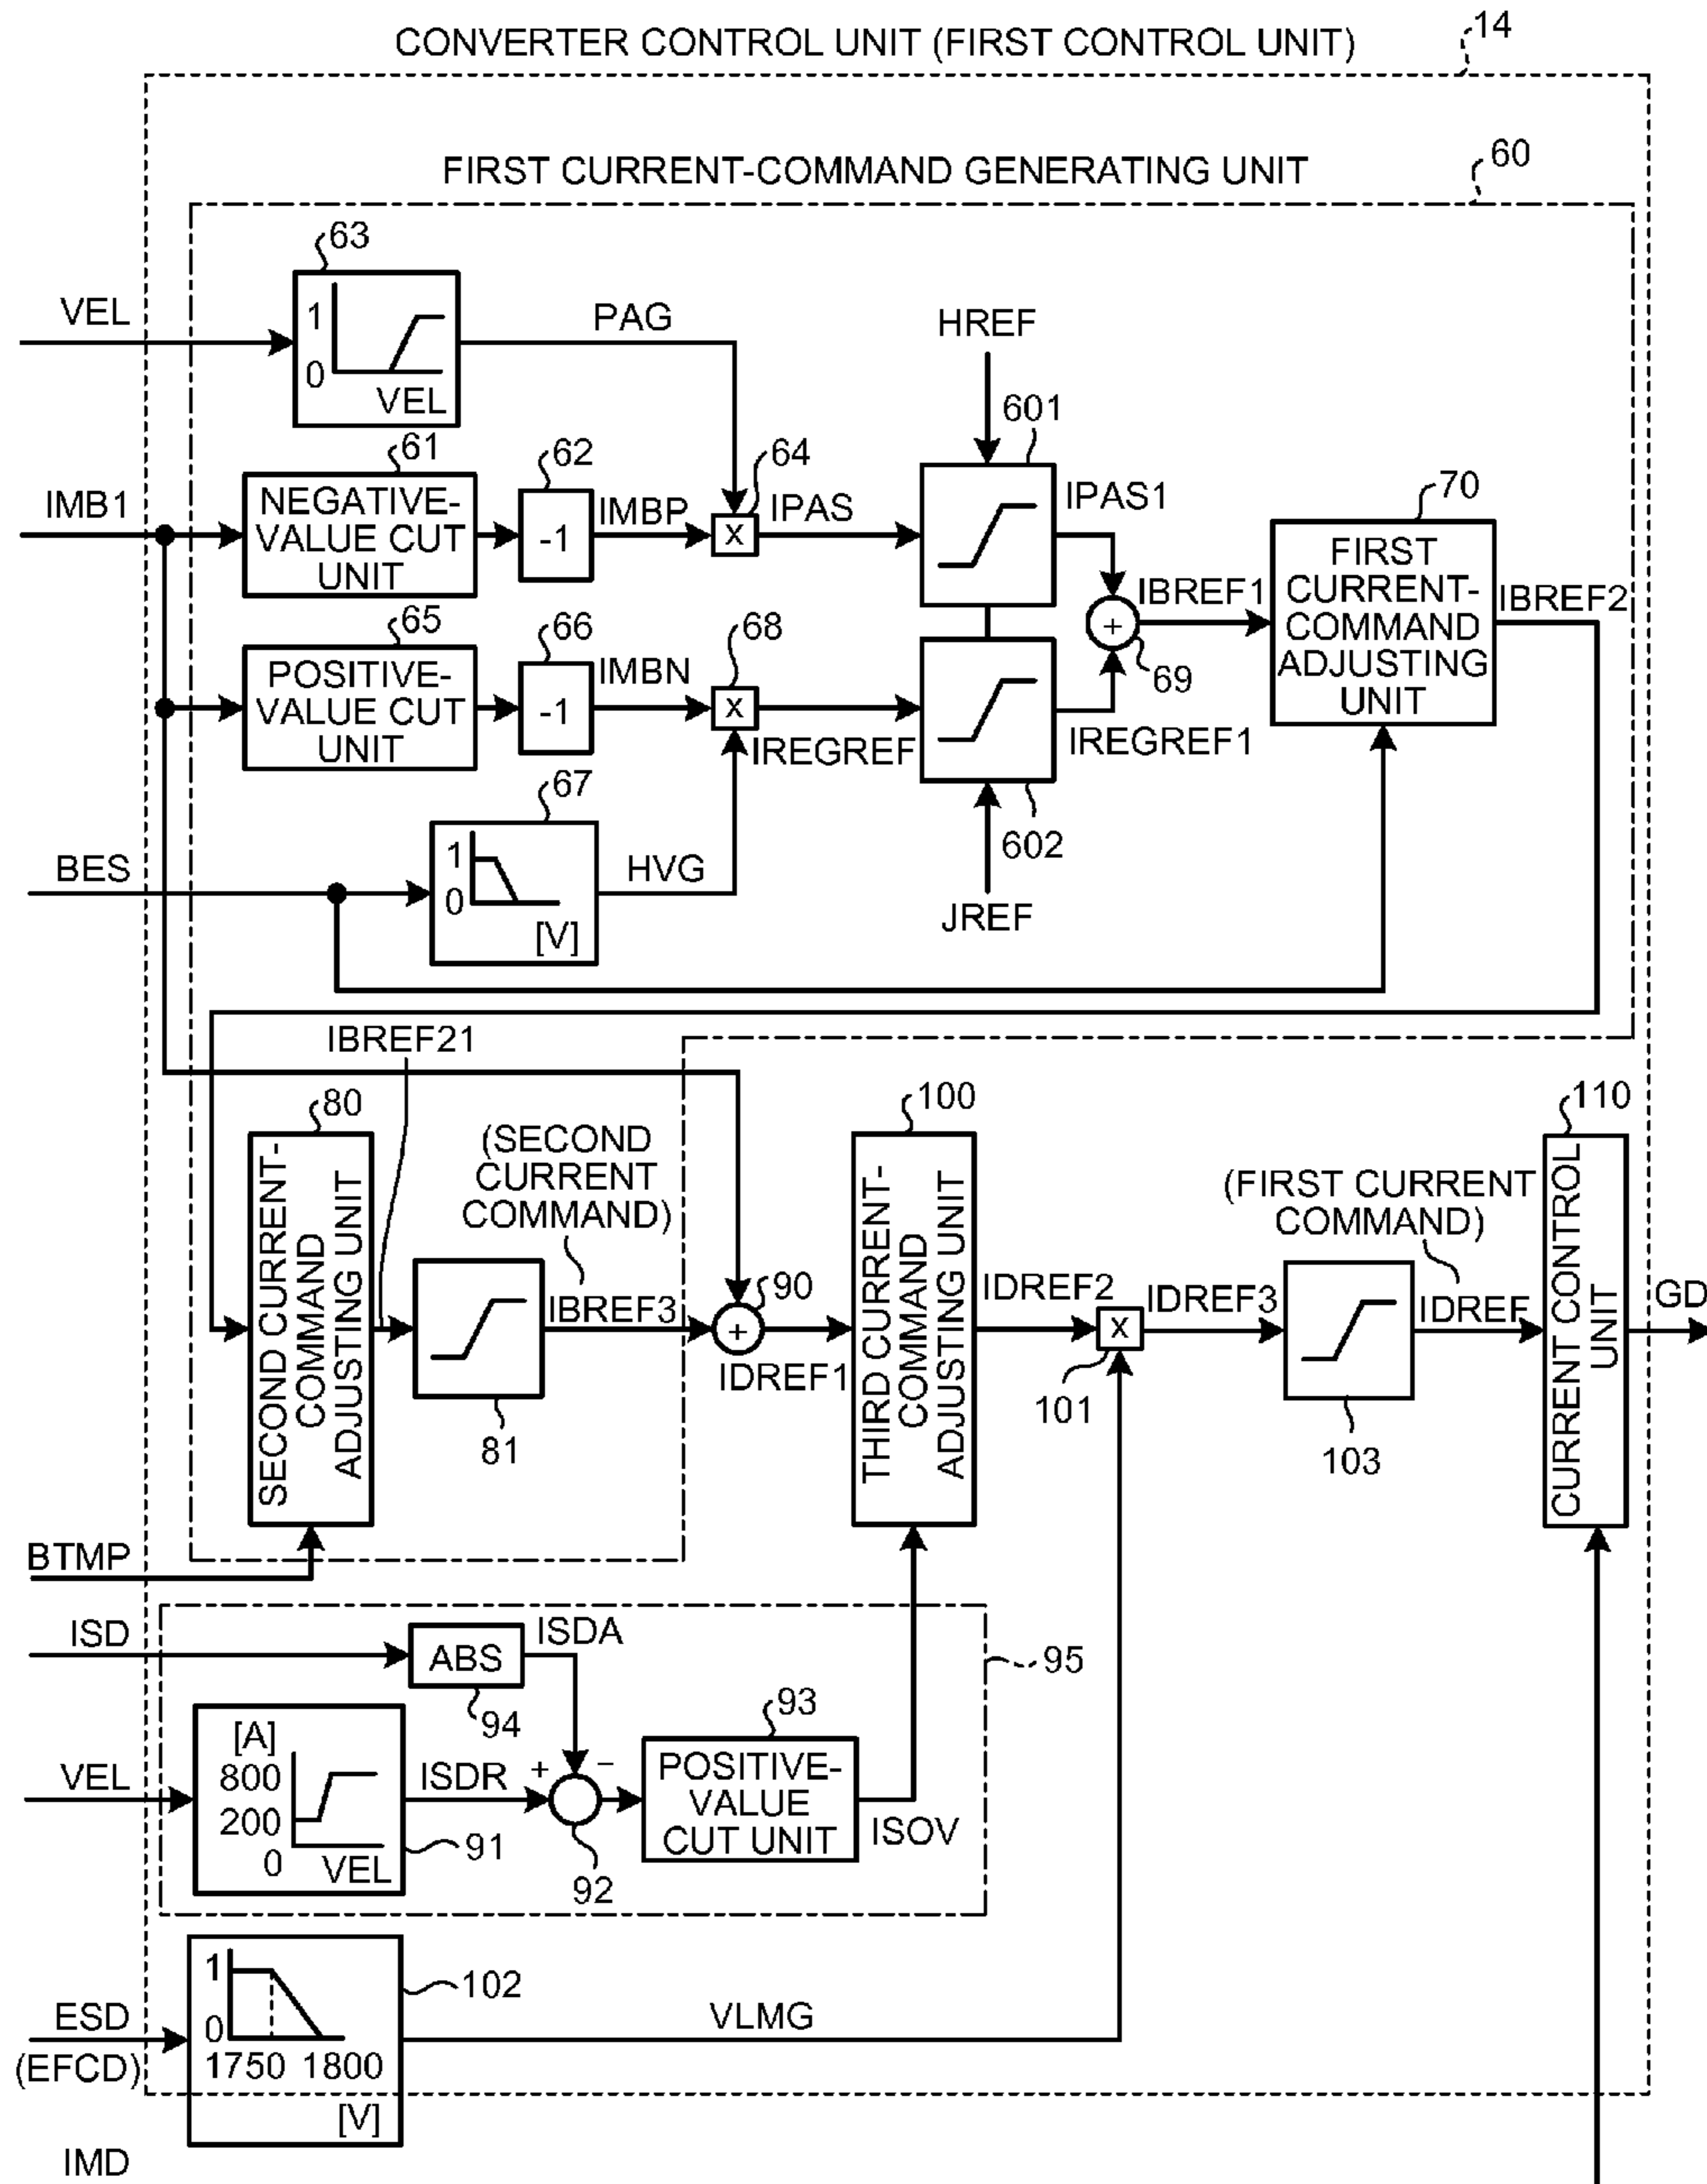 CONVERTER CONTROL UNIT (FIRST CONTROL UNIT)
14
FIRST CURRENT-COMMAND GENERATING UNIT
60
63
VEL
1
0
VEL
PAG
HREF
601
61
62
64
IMB1
NEGATIVE-
VALUE CUT
UNIT
-1
IMBP
X
IPAS
IPAS1
70
FIRST
CURRENT-
COMMAND
ADJUSTING
UNIT
IBREF1
IBREF2
+
69
65
66
68
POSITIVE-
VALUE CUT
UNIT
-1
IMBN
X
IREGREF
IREGREF1
602
JREF
67
BES
1
0
[V]
HVG
IBREF21
80
SECOND CURRENT-
COMMAND
ADJUSTING UNIT
(SECOND
CURRENT
COMMAND)
IBREF3
81
90
+
IDREF1
100
THIRD CURRENT-
COMMAND
ADJUSTING UNIT
IDREF2
X
101
IDREF3
(FIRST CURRENT
COMMAND)
IDREF
103
110
CURRENT CONTROL
UNIT
GD
BTMP
ISD
ABS
ISDA
94
95
VEL
[A]
800
200
0
VEL
91
ISDR
+
−
92
93
POSITIVE-
VALUE
CUT UNIT
ISOV
ESD
(EFCD)
1
0
1750 1800
[V]
102
VLMG
IMD